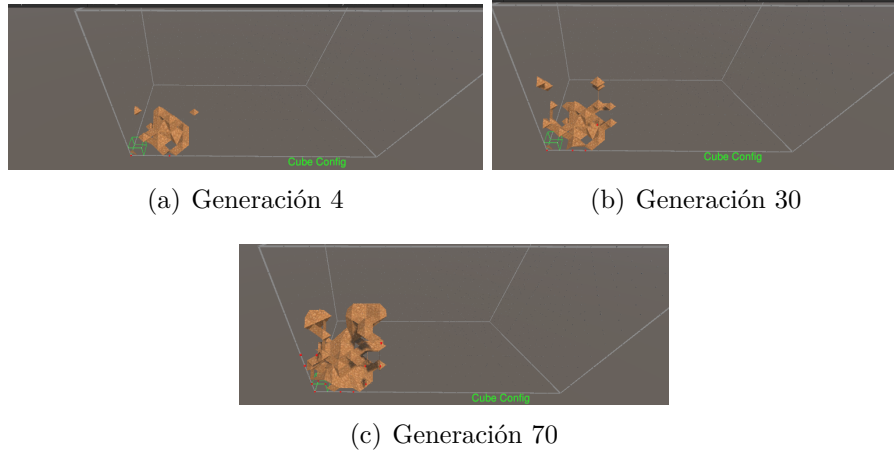 Cube Config
Cube Config
(a) Generación 4
(b) Generación 30
Cube Config
(c) Generación 70